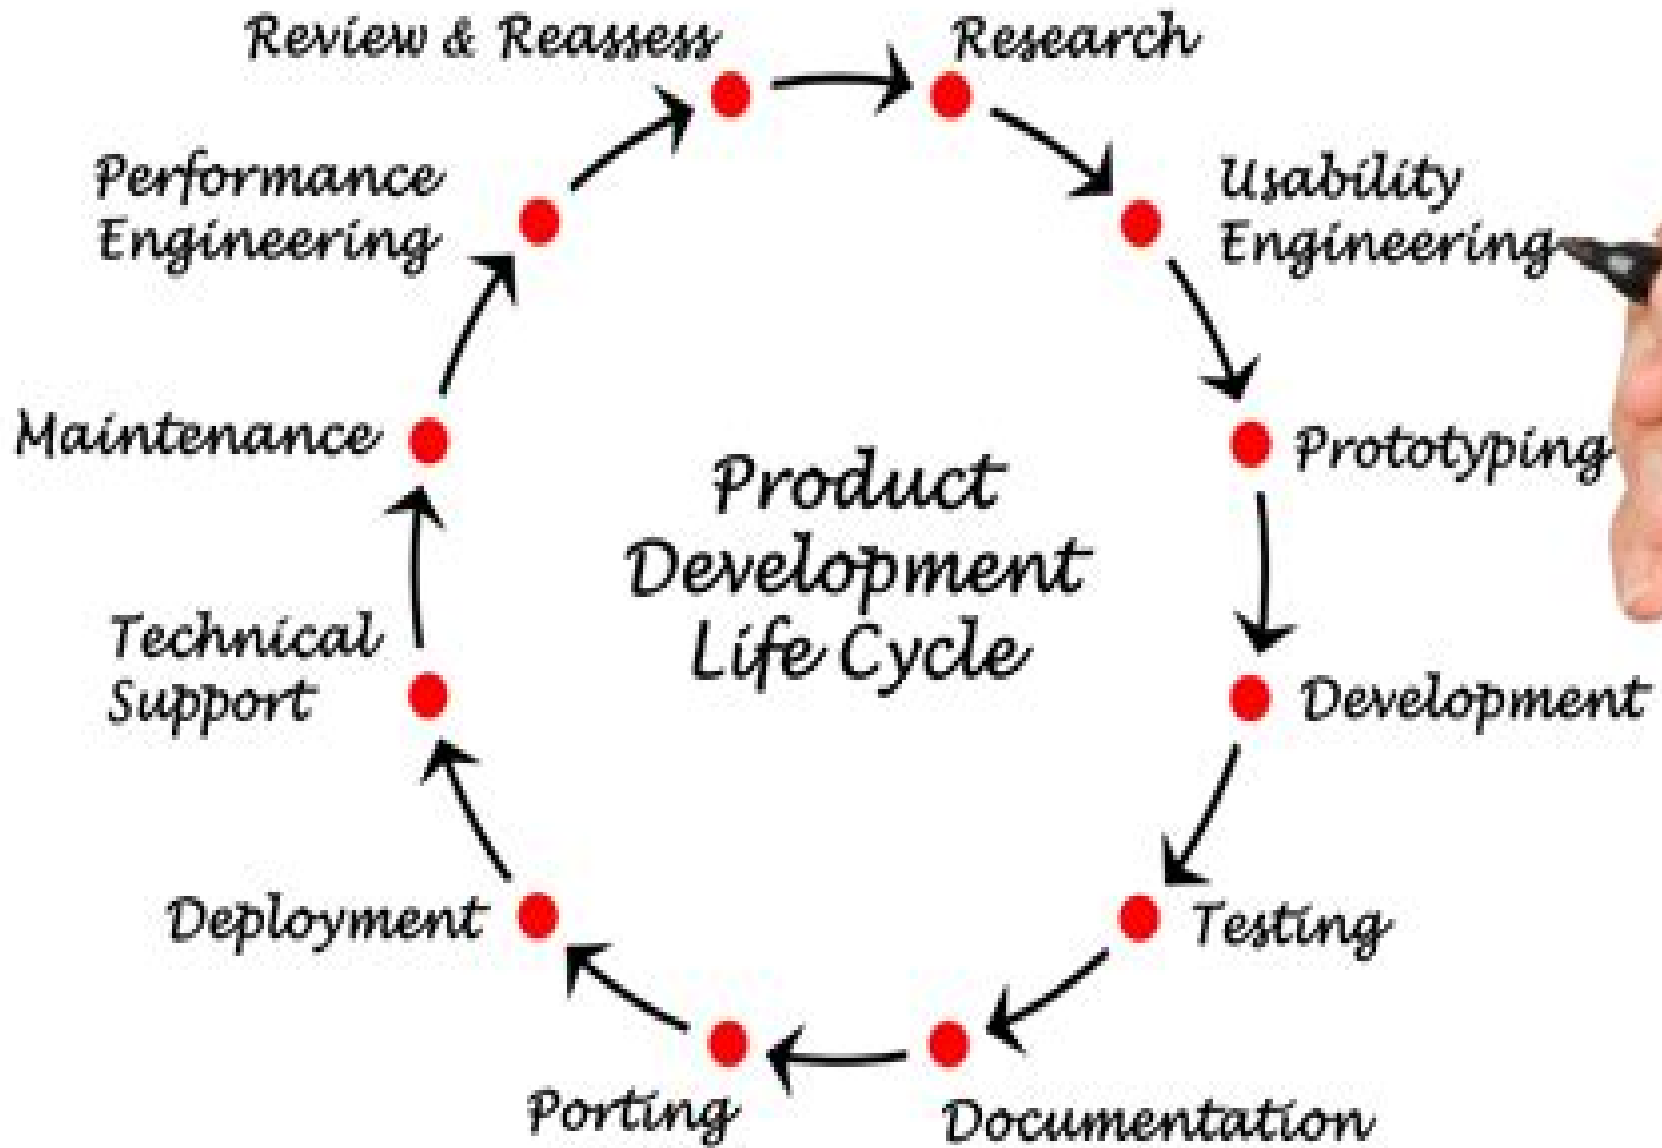 Review & Reassess
Research
Usability
Engineering
Prototyping
Development
Testing
Documentation
Porting
Deployment
Technical
Support
Maintenance
Performance
Engineering
Product
Development
Life Cycle